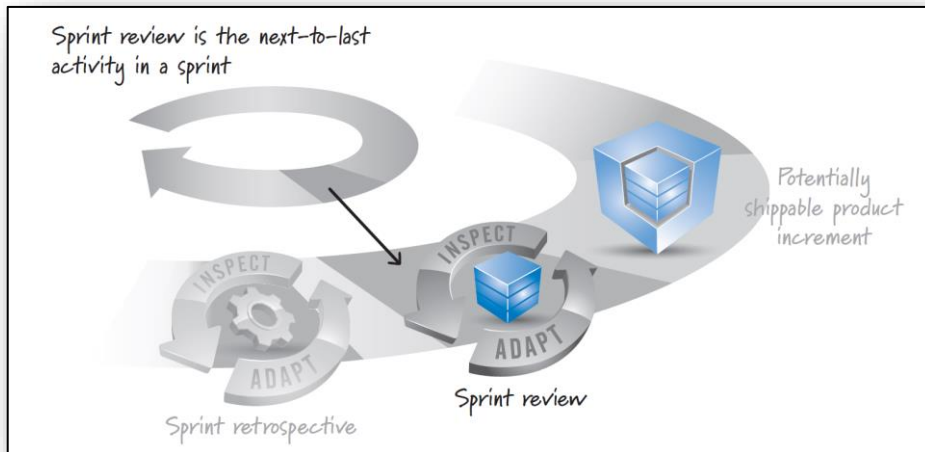 Sprint review is the next-to-last
activity in a sprint
Potentially
shippable product
increment
INSPECT
ADAPT
INSPECT
ADAPT
Sprint review
Sprint retrospective